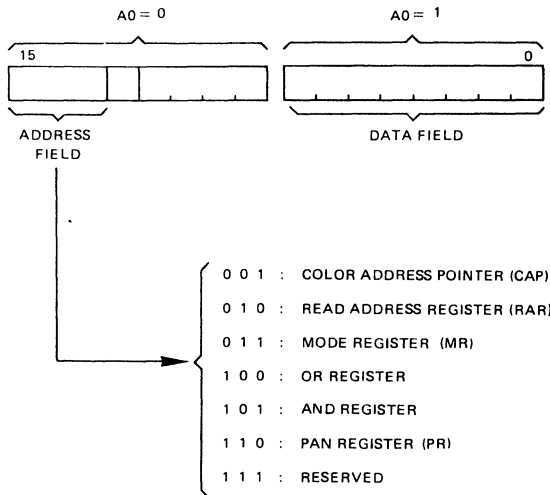 A0 = 0 A0 = 1
15 0
ADDRESS FIELD
DATA FIELD
0 0 1 : COLOR ADDRESS POINTER (CAP)
0 1 0 : READ ADDRESS REGISTER (RAR)
0 1 1 : MODE REGISTER (MR)
1 0 0 : OR REGISTER
1 0 1 : AND REGISTER
1 1 0 : PAN REGISTER (PR)
1 1 1 : RESERVED